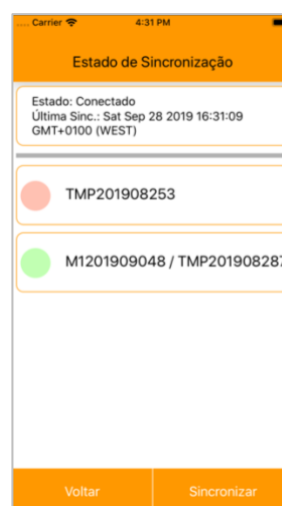 .... Carrier 4:31 PM
Estado de Sincronização
Estado: Conectado
Última Sinc.: Sat Sep 28 2019 16:31:09
GMT+0100 (WEST)
TMP201908253
M1201909048 / TMP201908287
Voltar Sincronizar